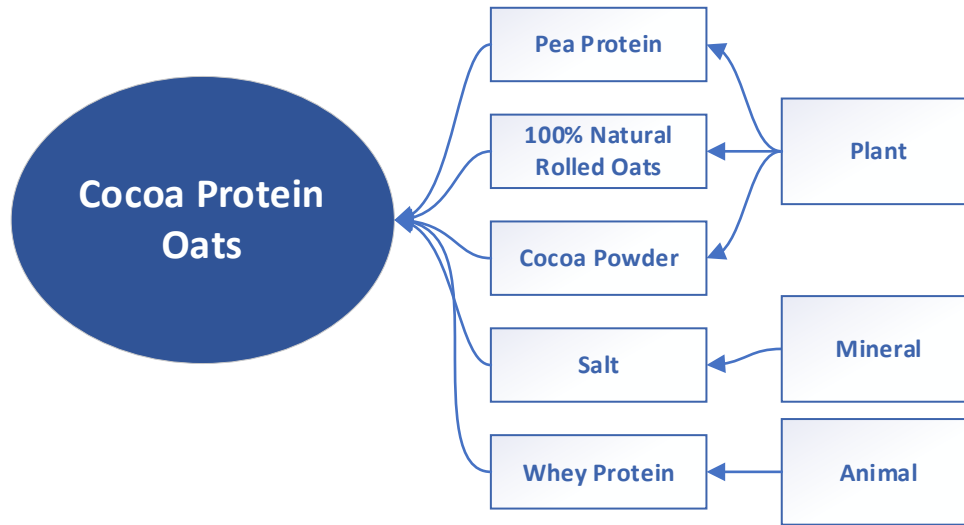 Cocoa Protein
Oats
Pea Protein
100% Natural
Rolled Oats
Cocoa Powder
Salt
Whey Protein
Plant
Mineral
Animal